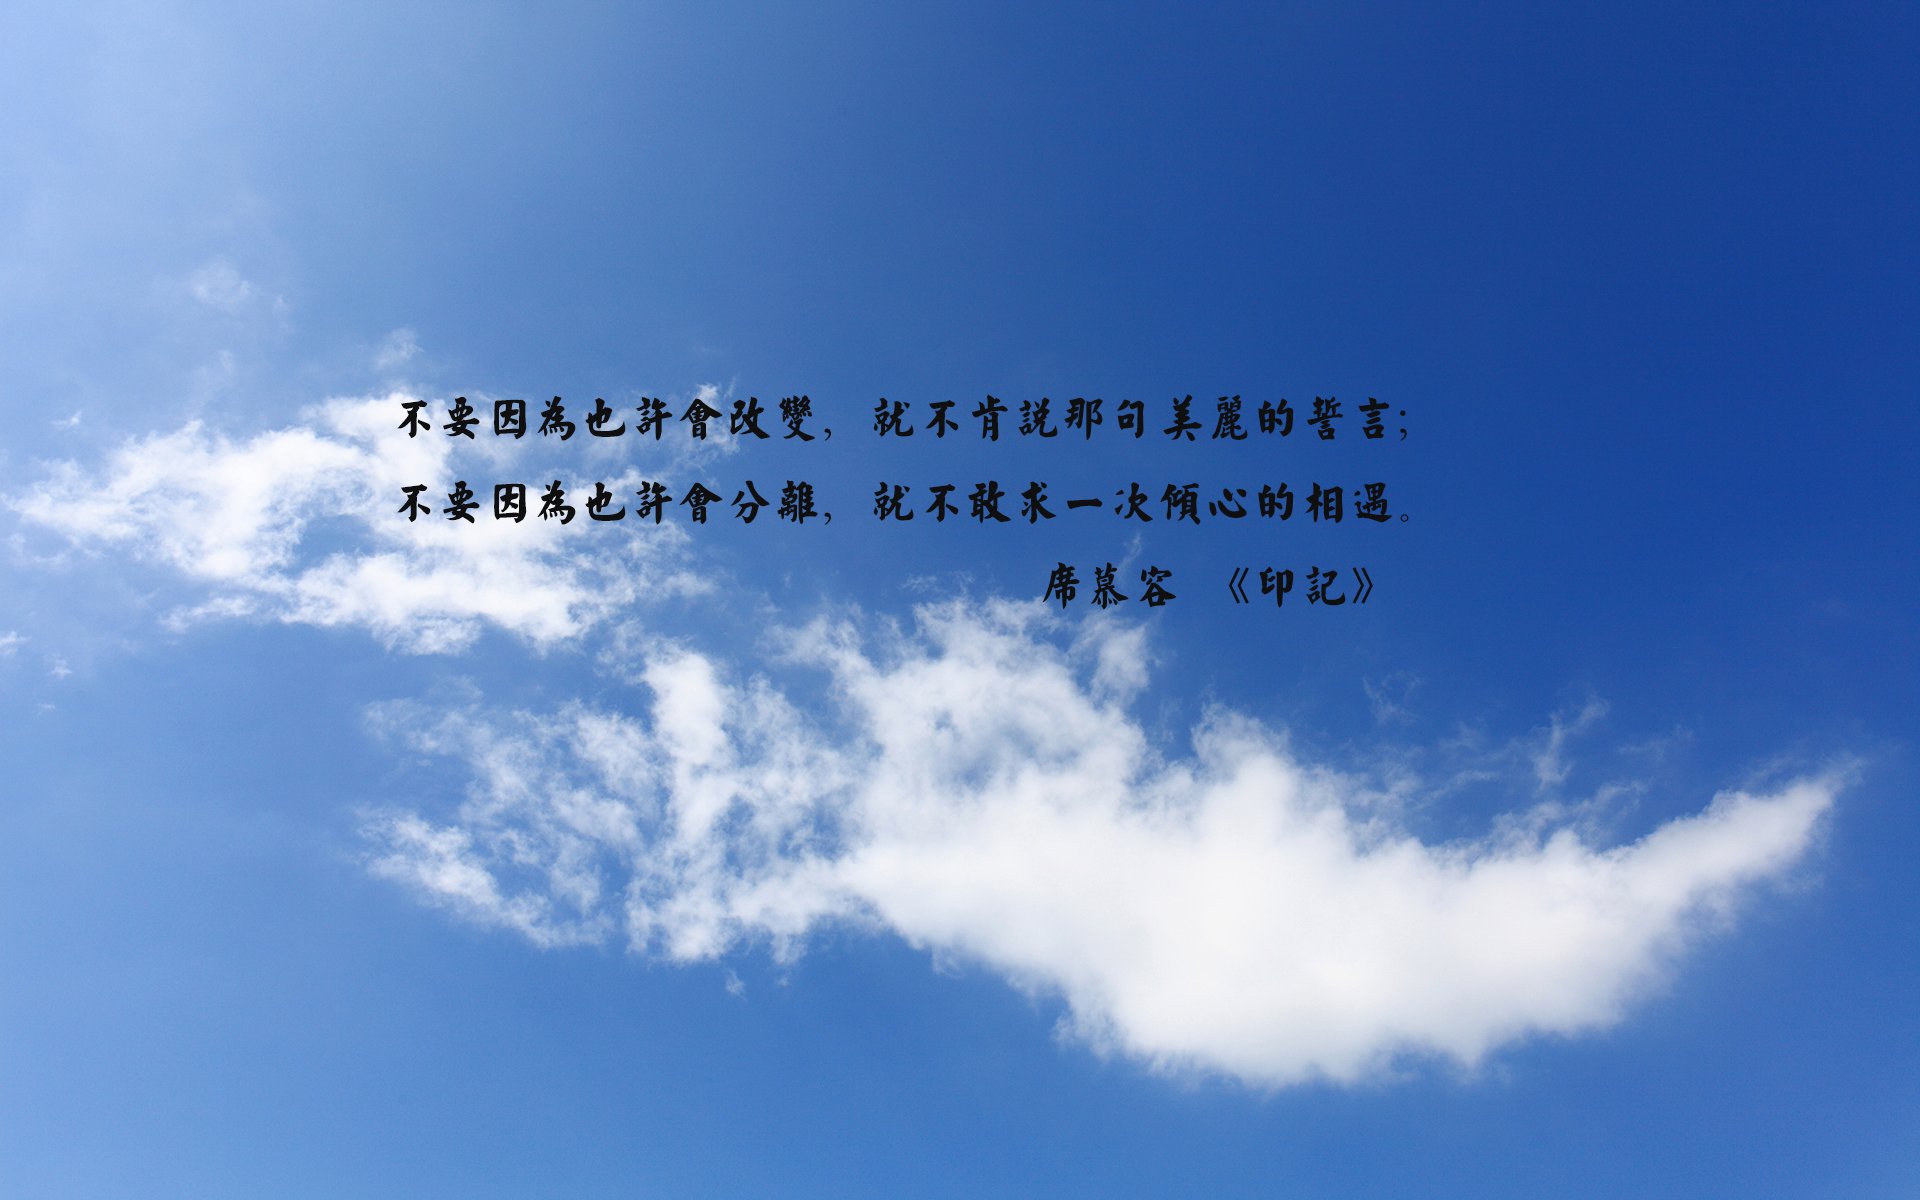 不要因為也許會改變，就不肯説那句美麗的誓言；
不要因為也許會分離，就不敢求一次傾心的相遇。
席慕容 《印記》